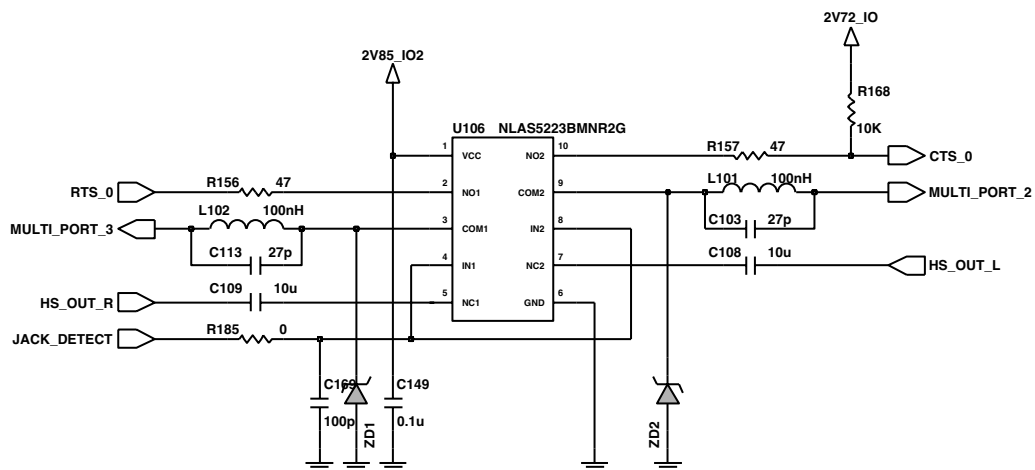 2V72_IO
2V85_IO2
R168
10K
U106 NLAS5223BMNR2G
1 VCC NO2 10
R157 47 CTS_0
RTS_0 R156 47
2 NO1 COM2 9
L101 100nH MULTI_PORT_2
MULTI_PORT_3 L102 100nH
3 COM1 IN2 8
C103 27p
C113 27p
4 IN1 NC2 7
C108 10u HS_OUT_L
HS_OUT_R C109 10u
5 NC1 GND 6
JACK_DETECT R185 0
C169 C149
100p ZD1 0.1u ZD2